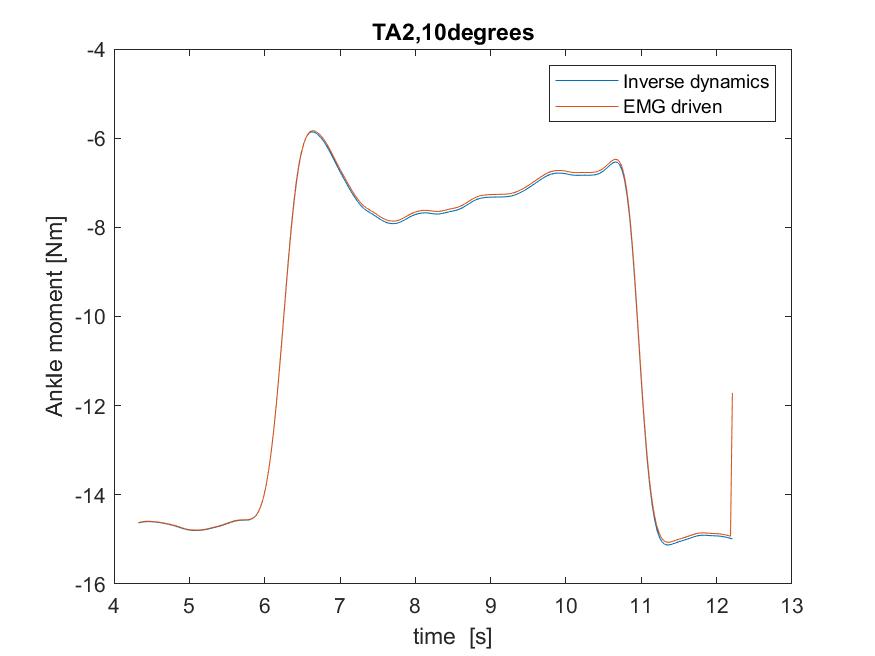 TA2,10degrees
Inverse dynamics
EMG driven
-4
-6
-8
-10
-12
-14
-16
Ankle moment [Nm]
4 5 6 7 8 9 10 11 12 13
time [s]